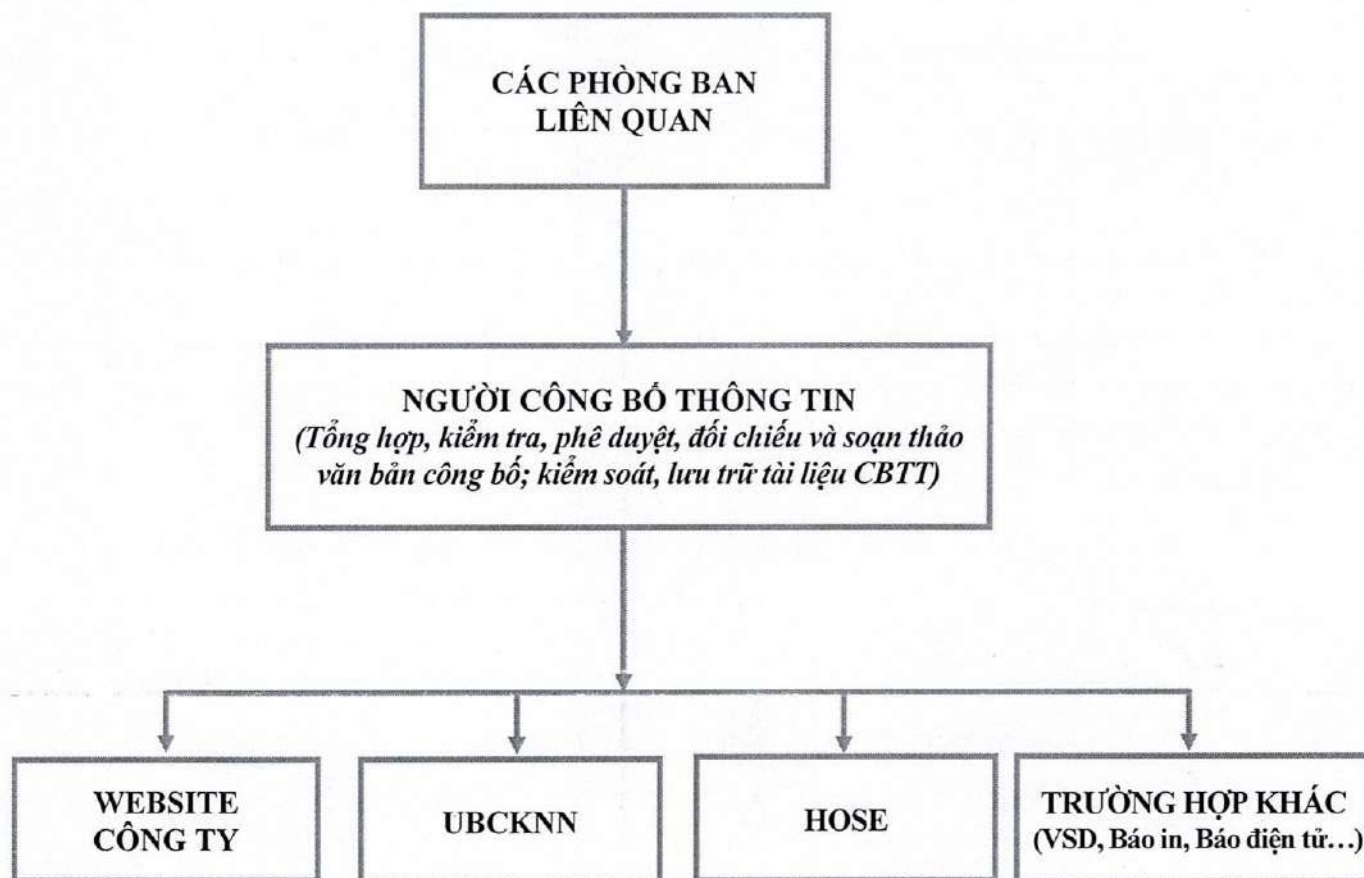 CÁC PHÒNG BAN
LIÊN QUAN
NGƯỜI CÔNG BỐ THÔNG TIN
(Tổng hợp, kiểm tra, phê duyệt, đối chiếu và soạn thảo
văn bản công bố; kiểm soát, lưu trữ tài liệu CBTT)
WEBSITE
CÔNG TY
UBCKNN
HOSE
TRƯỜNG HỢP KHÁC
(VSD, Báo in, Báo điện tử...)